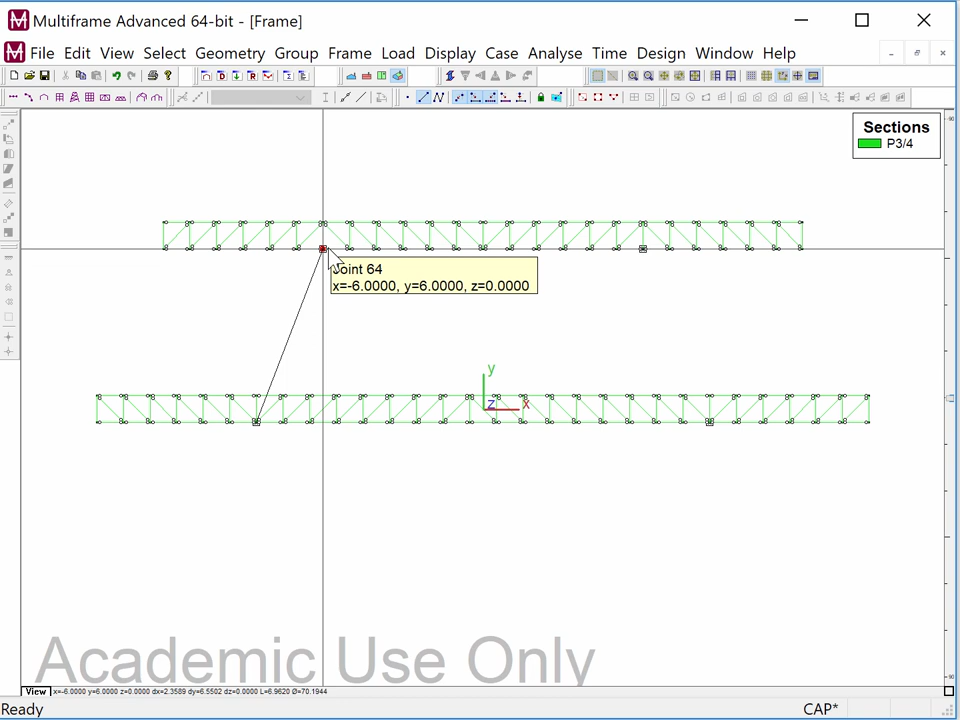 Multiframe Advanced 64-bit - [Frame]
File Edit View Select Geometry Group Frame Load Display Case Analyse Time Design Window Help
Sections
P3/4
Joint 64
x=-6.0000, y=6.0000, z=0.0000
y
z x
Academic Use Only
View x=-6.0000 y=6.0000 z=0.0000 dx=2.3589 dy=6.5502 dz=0.0000 L=6.9620 Ø=70.1944
Ready CAP*